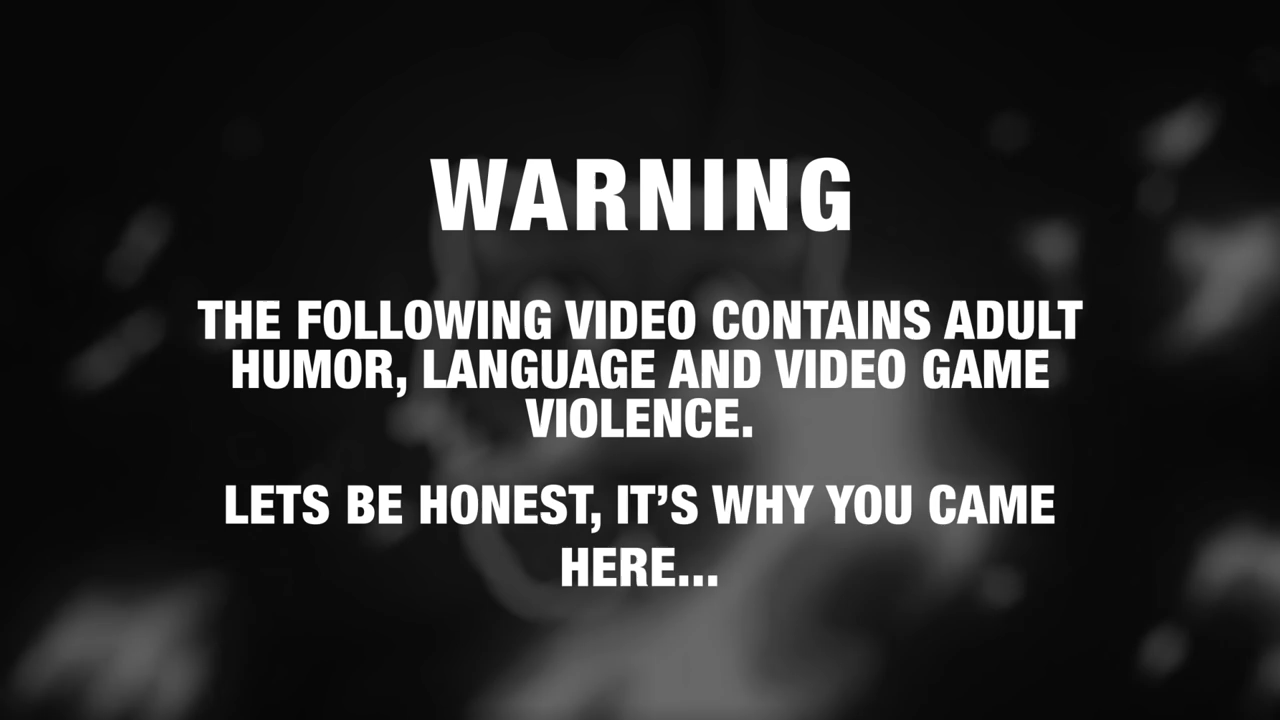 WARNING
THE FOLLOWING VIDEO CONTAINS ADULT
HUMOR, LANGUAGE AND VIDEO GAME
VIOLENCE.
LETS BE HONEST, IT’S WHY YOU CAME
HERE...